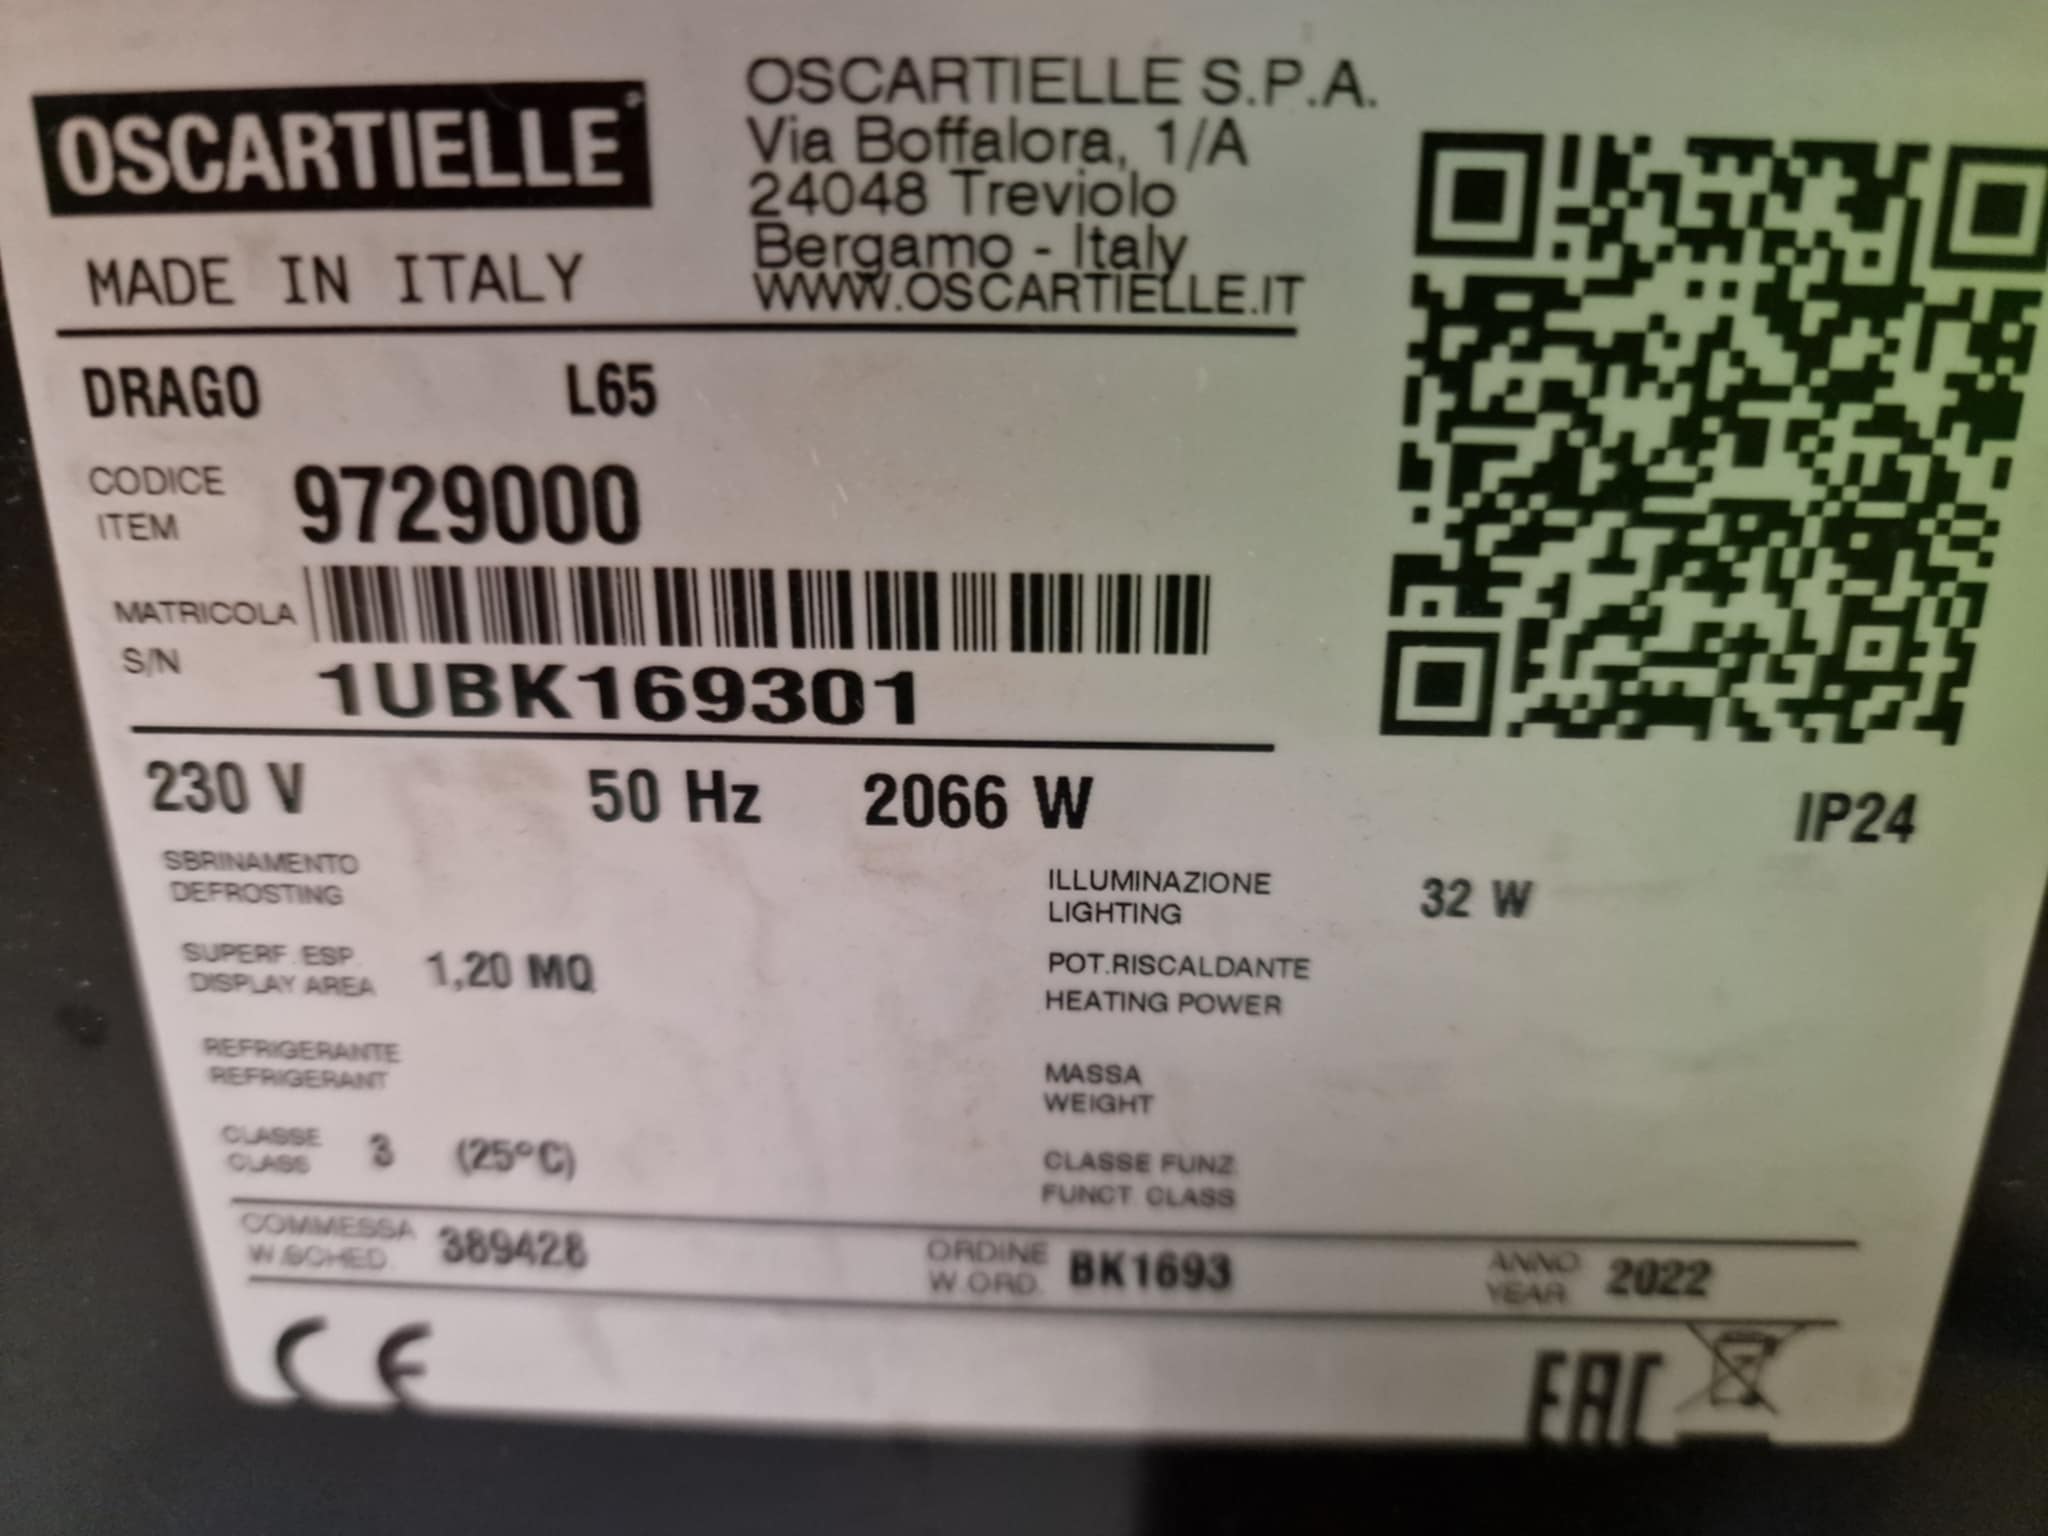 OSCARTIELLE
MADE IN ITALY
OSCARTIELLE S.P.A.
Via Boffalora, 1/A
24048 Treviolo
Bergamo - Italy
WWW.OSCARTIELLE.IT
DRAGO L65
CODICE
ITEM
9729000
MATRICOLA
S/N
1UBK169301
230 V 50 Hz 2066 W IP24
SBRINAMENTO
DEFROSTING
ILLUMINAZIONE
LIGHTING
32 W
SUPERF. ESP.
DISPLAY AREA
1,20 MQ
POT.RISCALDANTE
HEATING POWER
REFRIGERANTE
REFRIGERANT
MASSA
WEIGHT
CLASSE
CLASS
3 (25°C)
CLASSE FUNZ.
FUNCT. CLASS
COMMESSA
W.SCHED.
389428
ORDINE
W.ORD.
BK1693
ANNO
YEAR
2022
CE
EAC